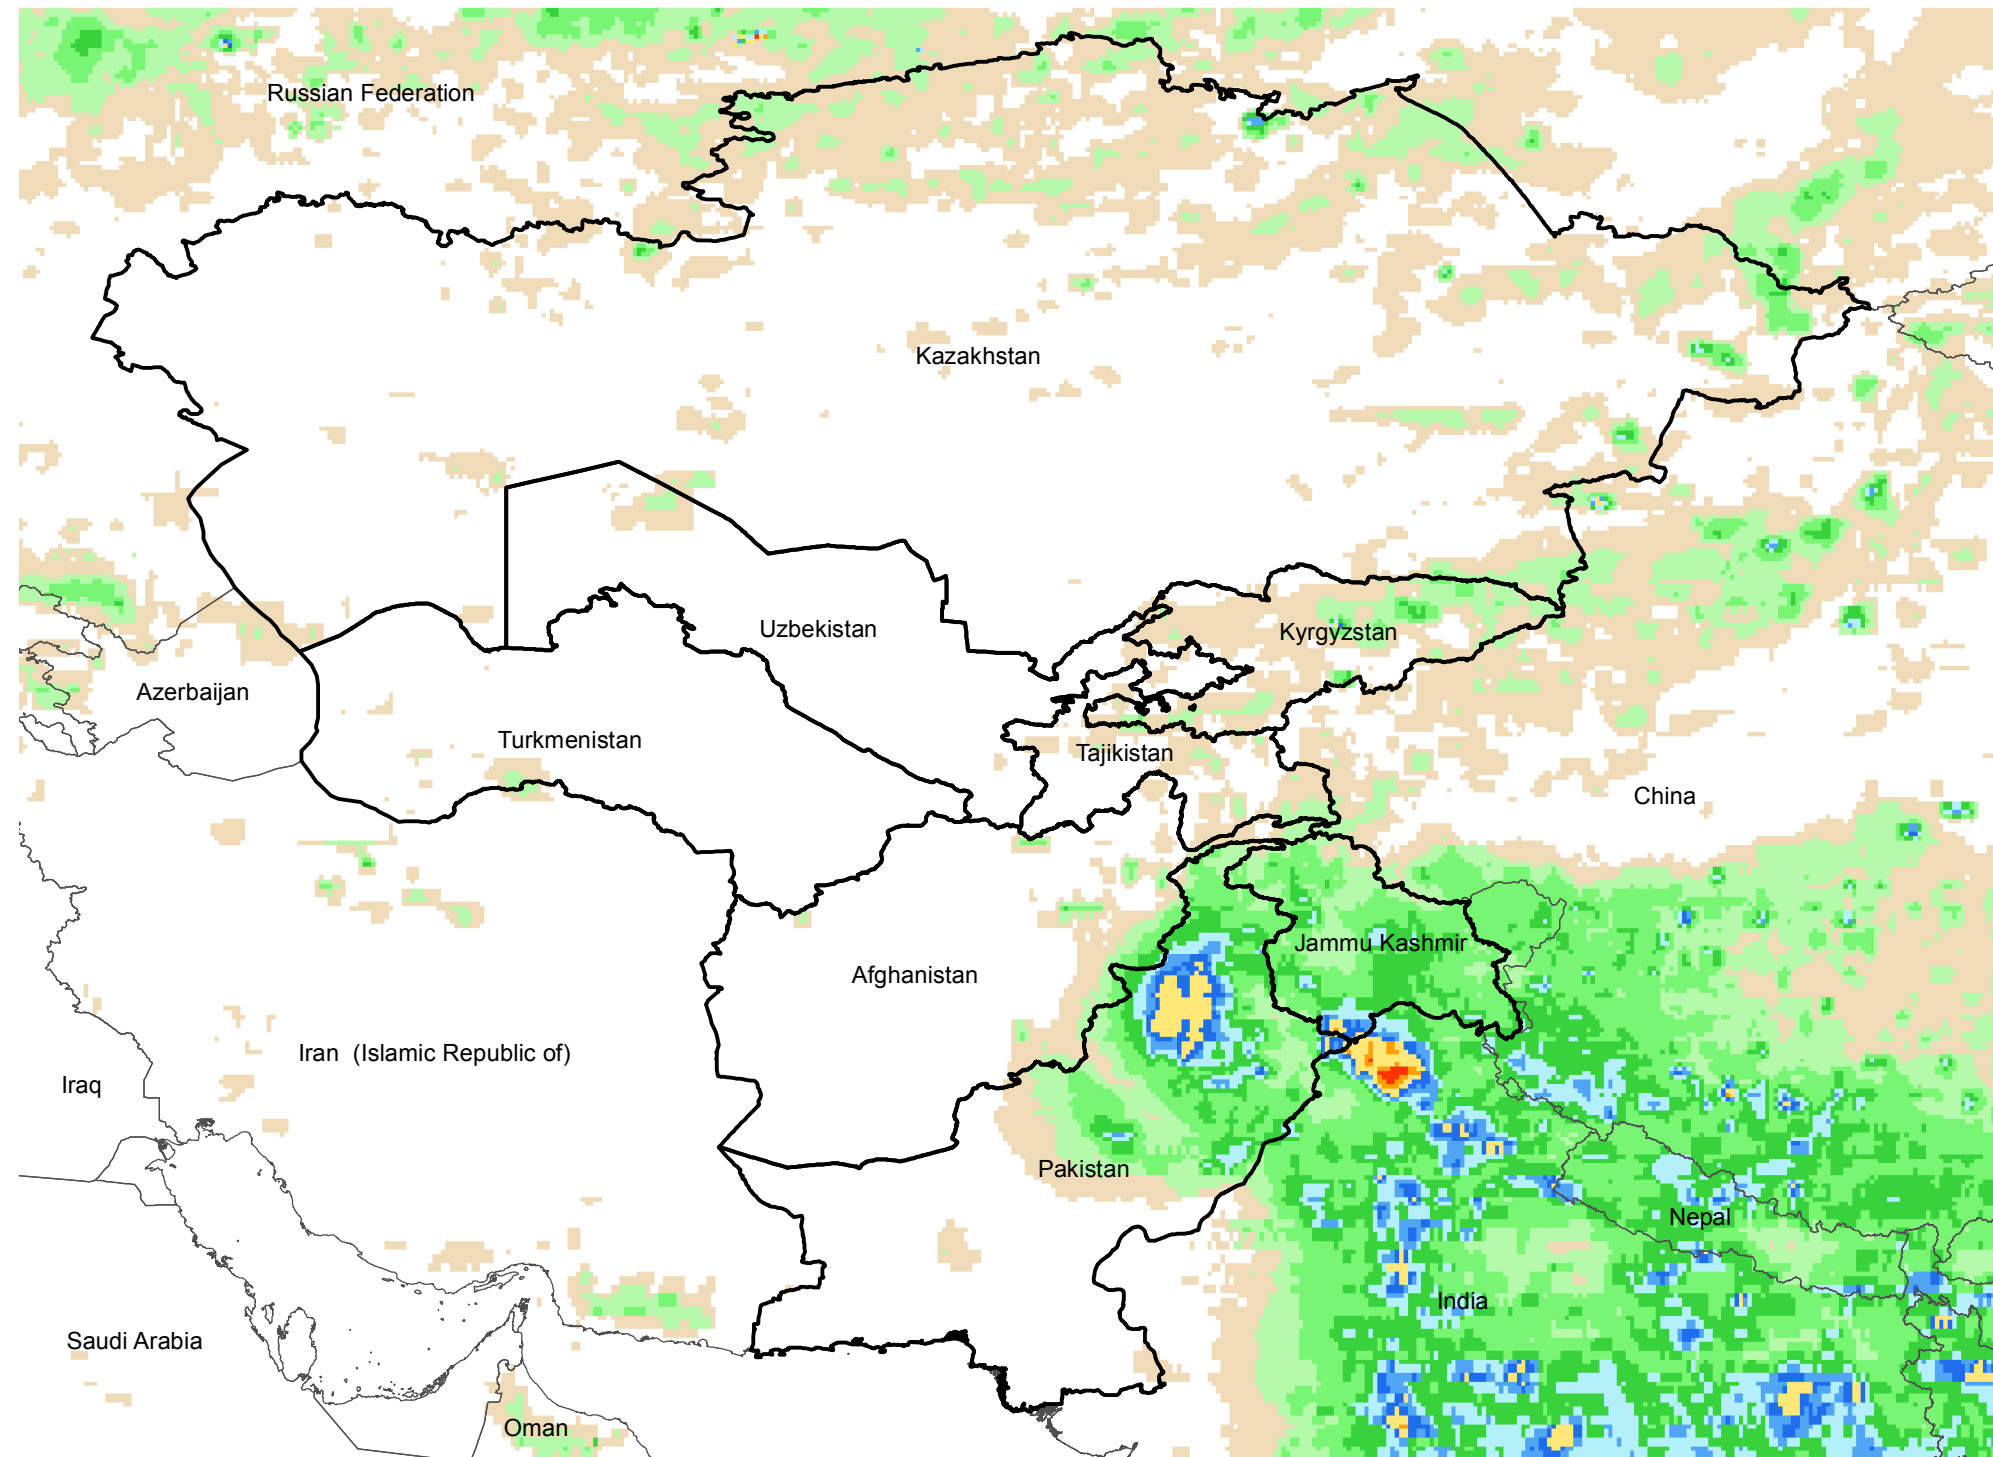 Russian Federation
Kazakhstan
Uzbekistan
Kyrgyzstan
Azerbaijan
Turkmenistan
Tajikistan
China
Jammu Kashmir
Afghanistan
Iran (Islamic Republic of)
Iraq
Pakistan
Nepal
India
Saudi Arabia
Oman